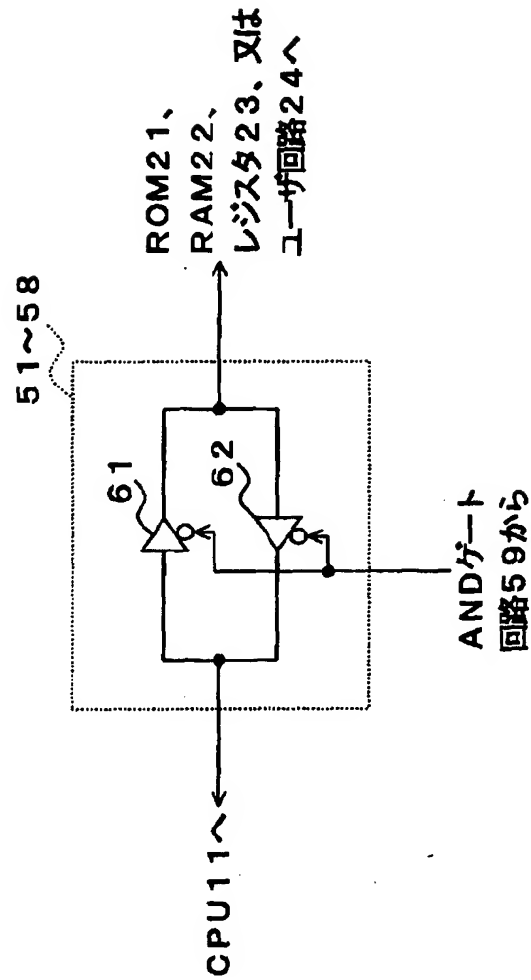 51~58
ROM21、
RAM22、
レジスタ23、又は
ユーザ回路24へ
61
62
CPU11へ
ANDゲート
回路59から